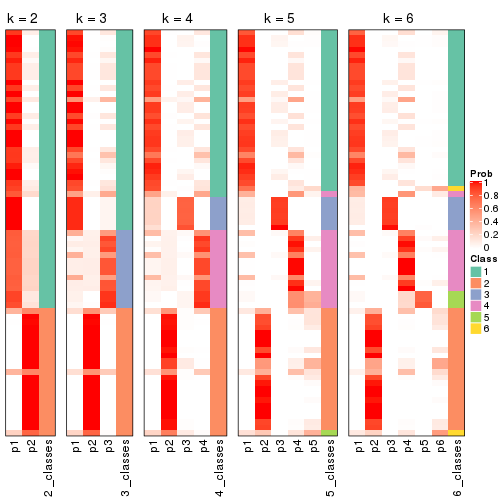 k = 2
k = 3
k = 4
k = 5
k = 6
Prob
1
0.8
0.6
0.4
0.2
0
Class
1
2
3
4
5
6
p1
p2
2_classes
p1
p2
p3
3_classes
p1
p2
p3
p4
4_classes
p1
p2
p3
p4
p5
5_classes
p1
p2
p3
p4
p5
p6
6_classes